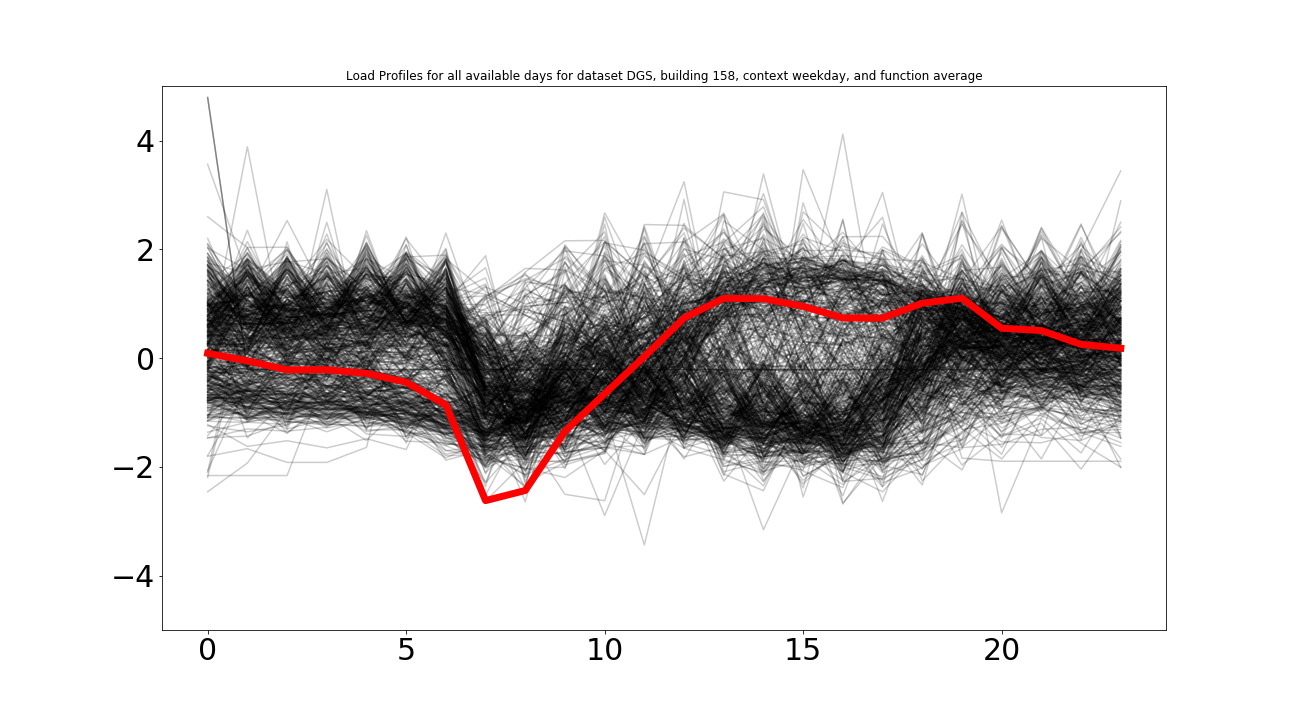 Load Profiles for all available days for dataset DGS, building 158, context weekday, and function average
4
2
0
−2
−4
0 5 10 15 20